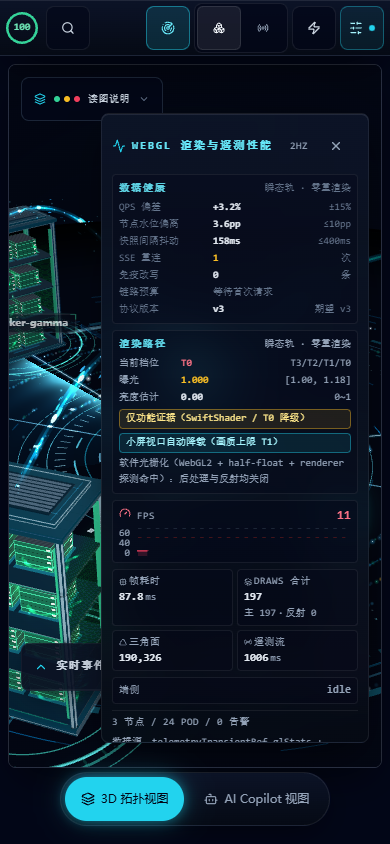 100
读图说明
WEBGL 渲染与遥测性能 2HZ
数据健康 瞬态轨 · 零重渲染
QPS 偏差 +3.2% ±15%
节点水位偏离 3.6pp ≤10pp
快照间隔抖动 158ms ≤400ms
SSE 重连 1 次
免疫改写 0 条
链路预算 等待首次请求
协议版本 v3 期望 v3
ker-gamma
渲染路径 瞬态轨 · 零重渲染
当前档位 T0 T3/T2/T1/T0
曝光 1.000 [1.00, 1.18]
亮度估计 0.00 0~1
仅功能证据（SwiftShader / T0 降级）
小屏视口自动降载（画质上限 T1）
软件光栅化（WebGL2 + half-float + renderer
探测命中）：后处理与反射均关闭
FPS 11
60
40
0
帧耗时
87.8 ms
DRAWS 合计
197
主 197 · 反射 0
三角面
190,326
遥测流
1006 ms
实时事件
端侧 idle
3 节点 / 24 POD / 0 告警
数据源 telemetryTransientRef.glStats ·
3D 拓扑视图
AI Copilot 视图